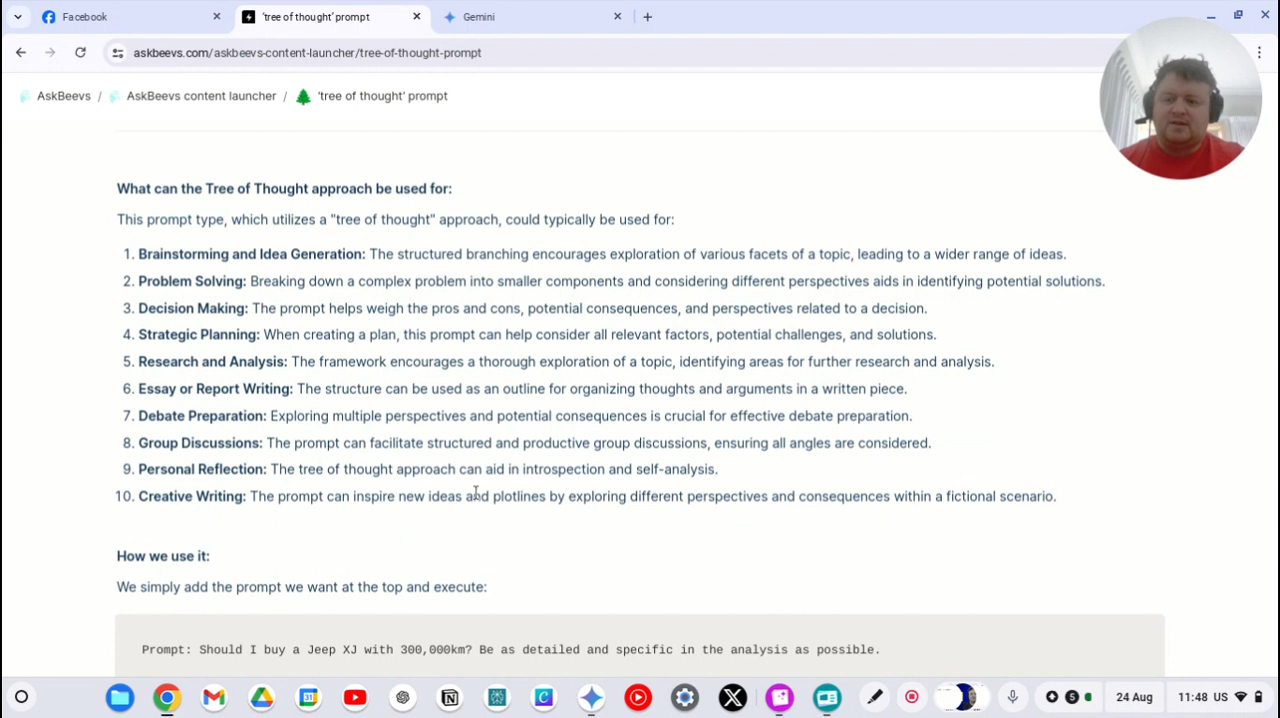 Facebook
'tree of thought' prompt
Gemini
askbeevs.com/askbeevs-content-launcher/tree-of-thought-prompt
AskBeevs / AskBeevs content launcher / 'tree of thought' prompt
What can the Tree of Thought approach be used for:
This prompt type, which utilizes a "tree of thought" approach, could typically be used for:
1. Brainstorming and Idea Generation: The structured branching encourages exploration of various facets of a topic, leading to a wider range of ideas.
2. Problem Solving: Breaking down a complex problem into smaller components and considering different perspectives aids in identifying potential solutions.
3. Decision Making: The prompt helps weigh the pros and cons, potential consequences, and perspectives related to a decision.
4. Strategic Planning: When creating a plan, this prompt can help consider all relevant factors, potential challenges, and solutions.
5. Research and Analysis: The framework encourages a thorough exploration of a topic, identifying areas for further research and analysis.
6. Essay or Report Writing: The structure can be used as an outline for organizing thoughts and arguments in a written piece.
7. Debate Preparation: Exploring multiple perspectives and potential consequences is crucial for effective debate preparation.
8. Group Discussions: The prompt can facilitate structured and productive group discussions, ensuring all angles are considered.
9. Personal Reflection: The tree of thought approach can aid in introspection and self-analysis.
10. Creative Writing: The prompt can inspire new ideas and plotlines by exploring different perspectives and consequences within a fictional scenario.
How we use it:
We simply add the prompt we want at the top and execute:
Prompt: Should I buy a Jeep XJ with 300,000km? Be as detailed and specific in the analysis as possible.
31
5
24 Aug
11:48 US